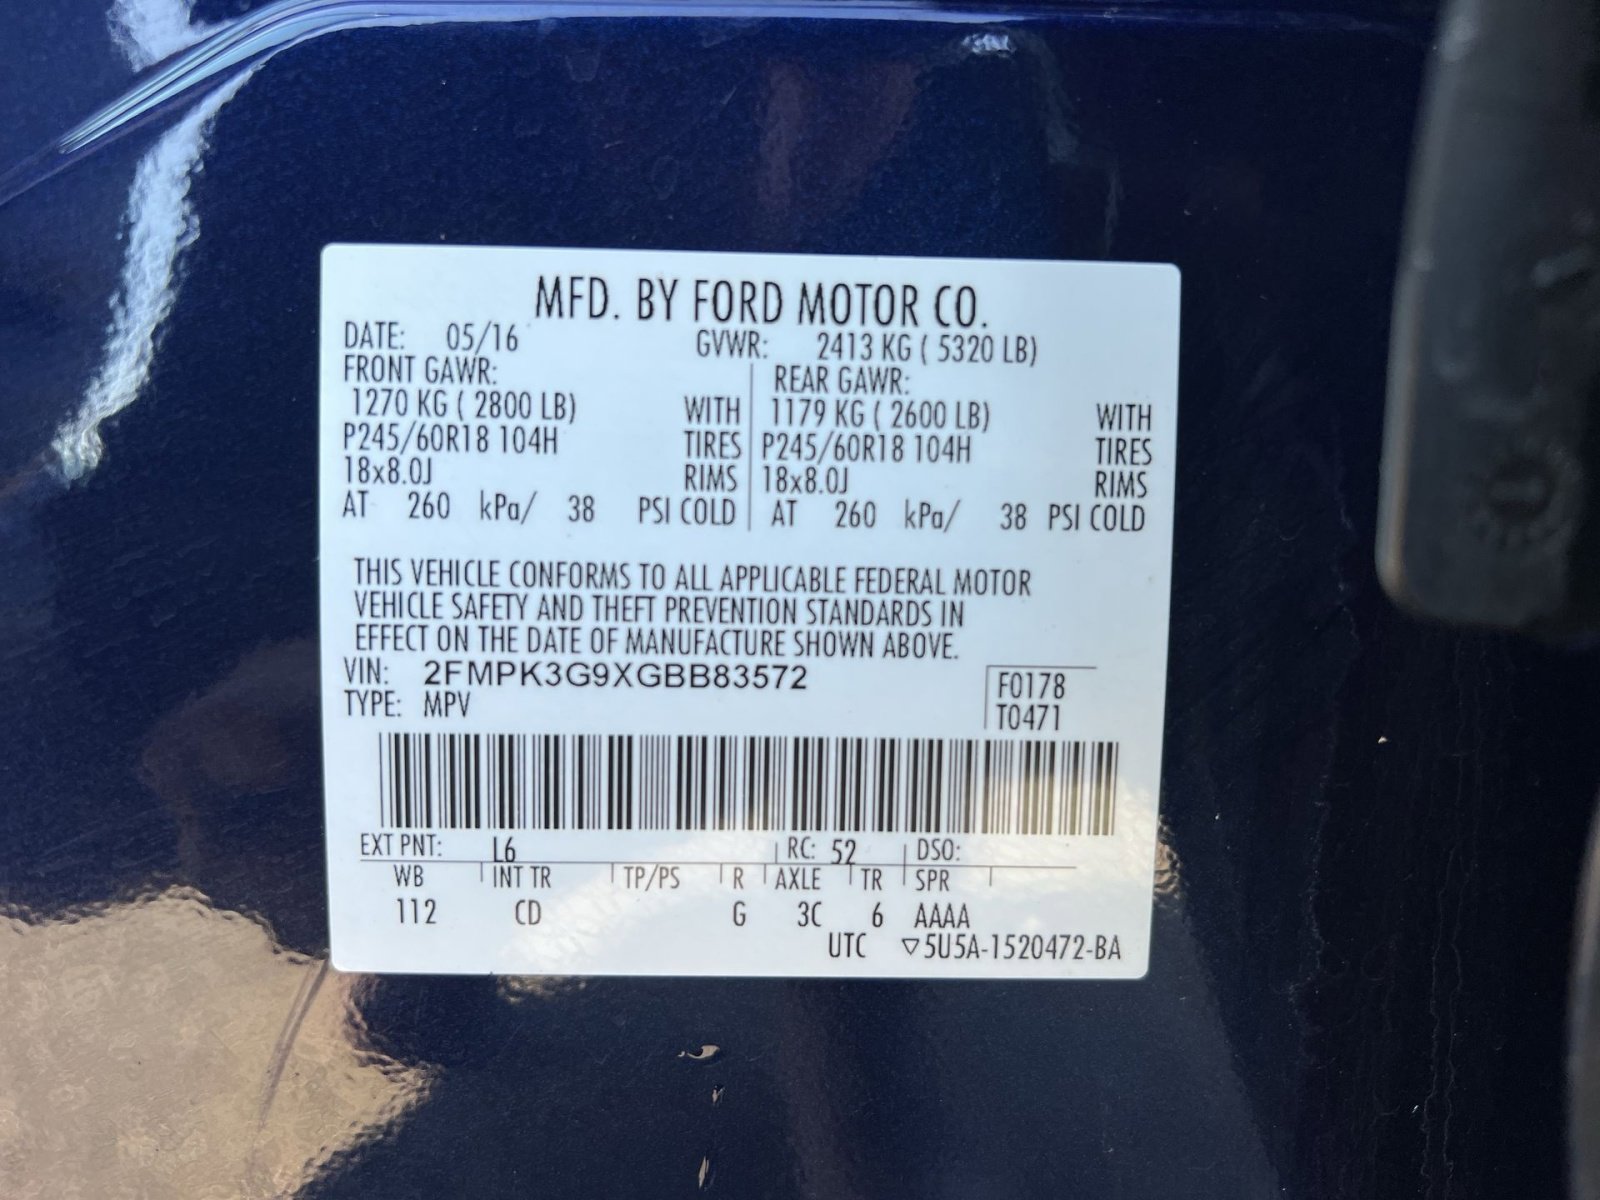 MFD. BY FORD MOTOR CO.
DATE: 05/16 GVWR: 2413 KG ( 5320 LB)
FRONT GAWR: REAR GAWR:
1270 KG ( 2800 LB) WITH 1179 KG ( 2600 LB) WITH
P245/60R18 104H TIRES P245/60R18 104H TIRES
18x8.0J RIMS 18x8.0J RIMS
AT 260 kPa/ 38 PSI COLD AT 260 kPa/ 38 PSI COLD
THIS VEHICLE CONFORMS TO ALL APPLICABLE FEDERAL MOTOR
VEHICLE SAFETY AND THEFT PREVENTION STANDARDS IN
EFFECT ON THE DATE OF MANUFACTURE SHOWN ABOVE.
VIN: 2FMPK3G9XGBB83572 F0178
TYPE: MPV T0471
EXT PNT: L6 RC: 52 DSO:
WB INT TR TP/PS R AXLE TR SPR
112 CD G 3C 6 AAAA
UTC ▽5U5A-1520472-BA